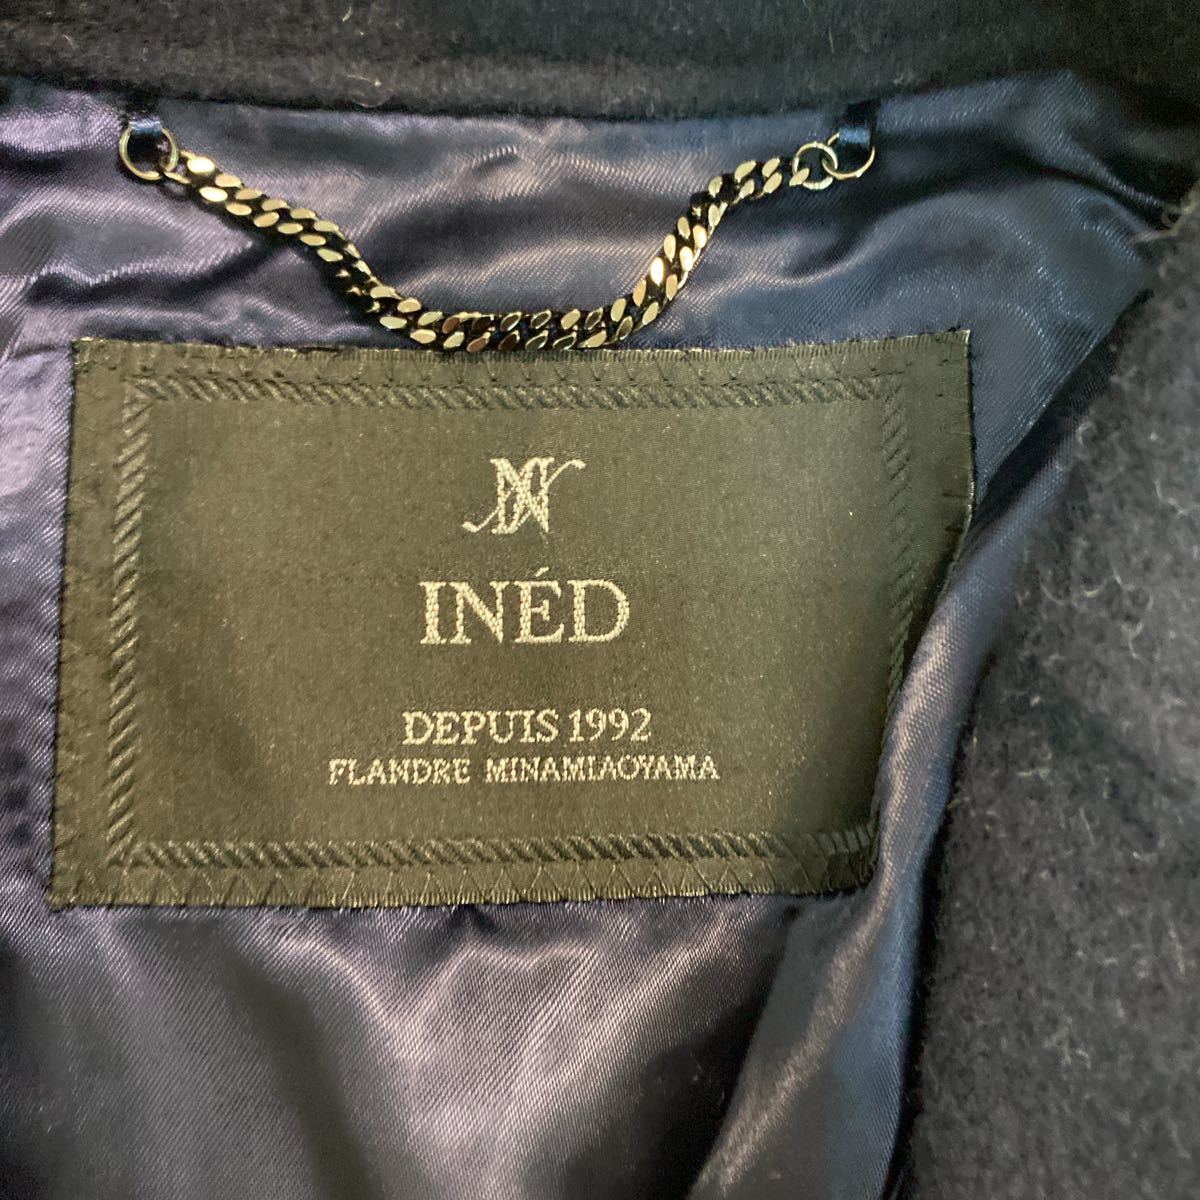 INÉD
DEPUIS 1992
FLANDRE MINAMIAOYAMA